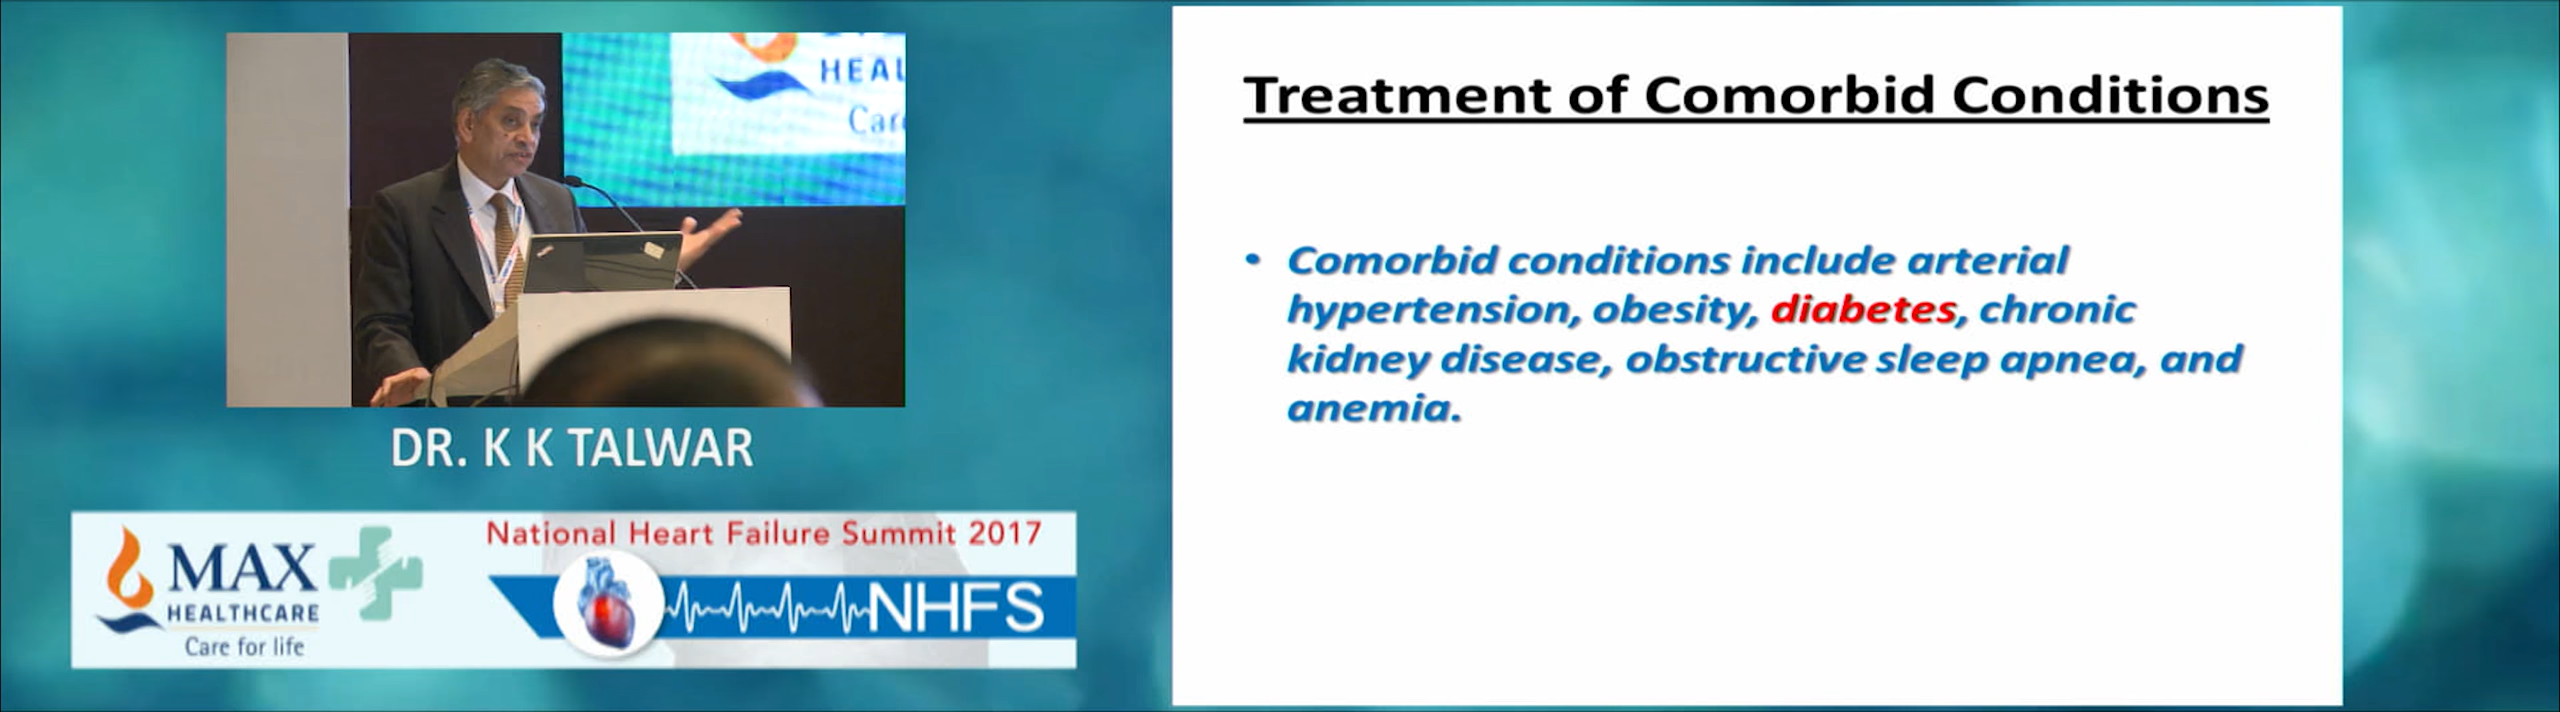 HEAL
Car
DR. K K TALWAR
MAX
HEALTHCARE
Care for life
National Heart Failure Summit 2017
NHFS
Treatment of Comorbid Conditions
• Comorbid conditions include arterial
hypertension, obesity, diabetes, chronic
kidney disease, obstructive sleep apnea, and
anemia.